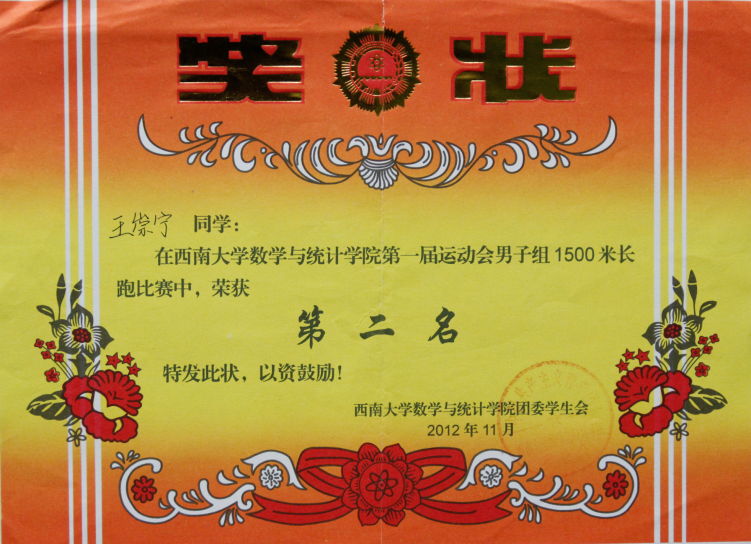 奖状
王崇宁 同学：
在西南大学数学与统计学院第一届运动会男子组1500米长
跑比赛中，荣获
第二名
特发此状，以资鼓励！
西南大学数学与统计学院团委学生会
2012年11月